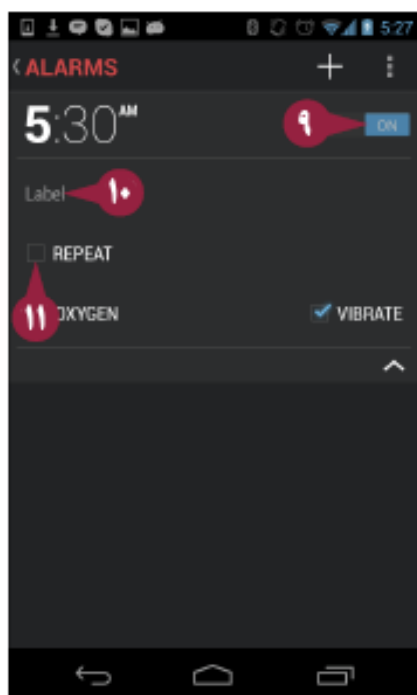 5:27
ALARMS
5:30 AM ٩ ON
Label ١٠
REPEAT
١١ OXYGEN VIBRATE